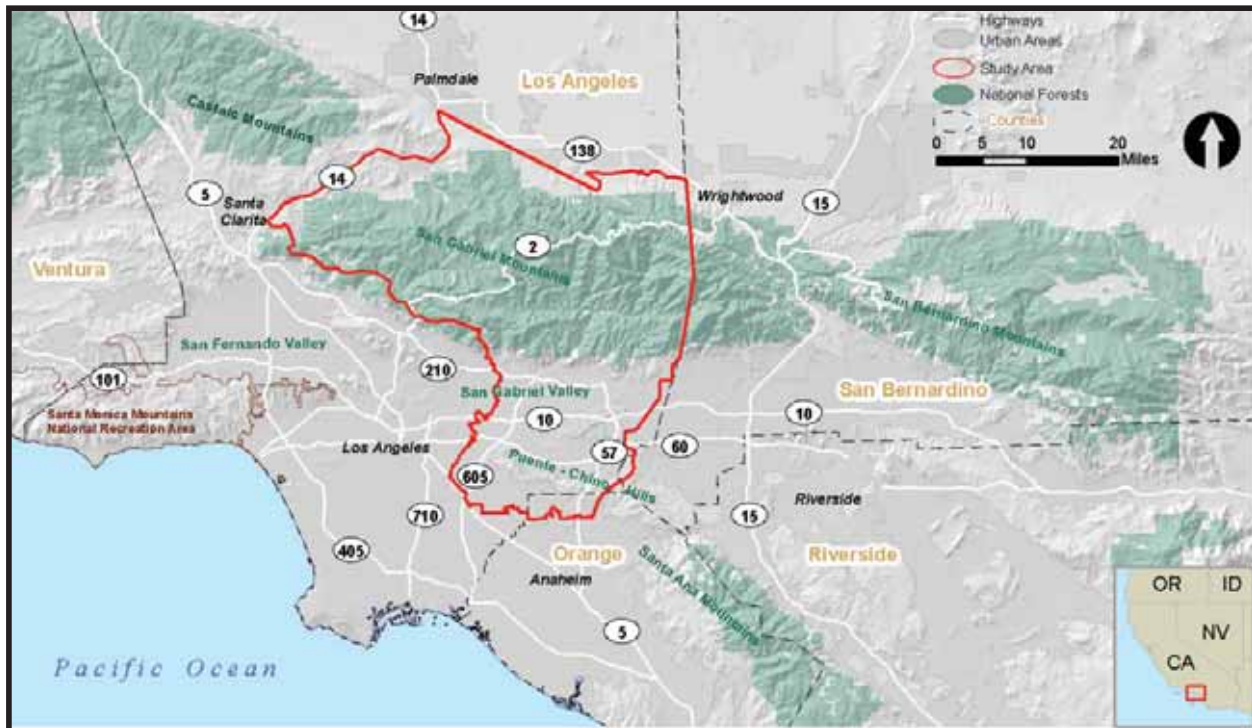 14
Palmdale
Los Angeles
Highways
Urban Areas
Study Area
National Forests
Counties
0 5 10 20
Miles
Castaic Mountains
138
14
5
Santa
Clarita
Wrightwood
15
San Gabriel Mountains
2
Ventura
San Bernardino Mountains
San Fernando Valley
210
101
San Gabriel Valley
San Bernardino
Santa Monica Mountains
National Recreation Area
10
10
Los Angeles
57
60
605
Puente - Chino Hills
Riverside
710
15
405
Orange
Riverside
Anaheim
Santa Ana Mountains
5
Pacific Ocean
OR
ID
NV
CA